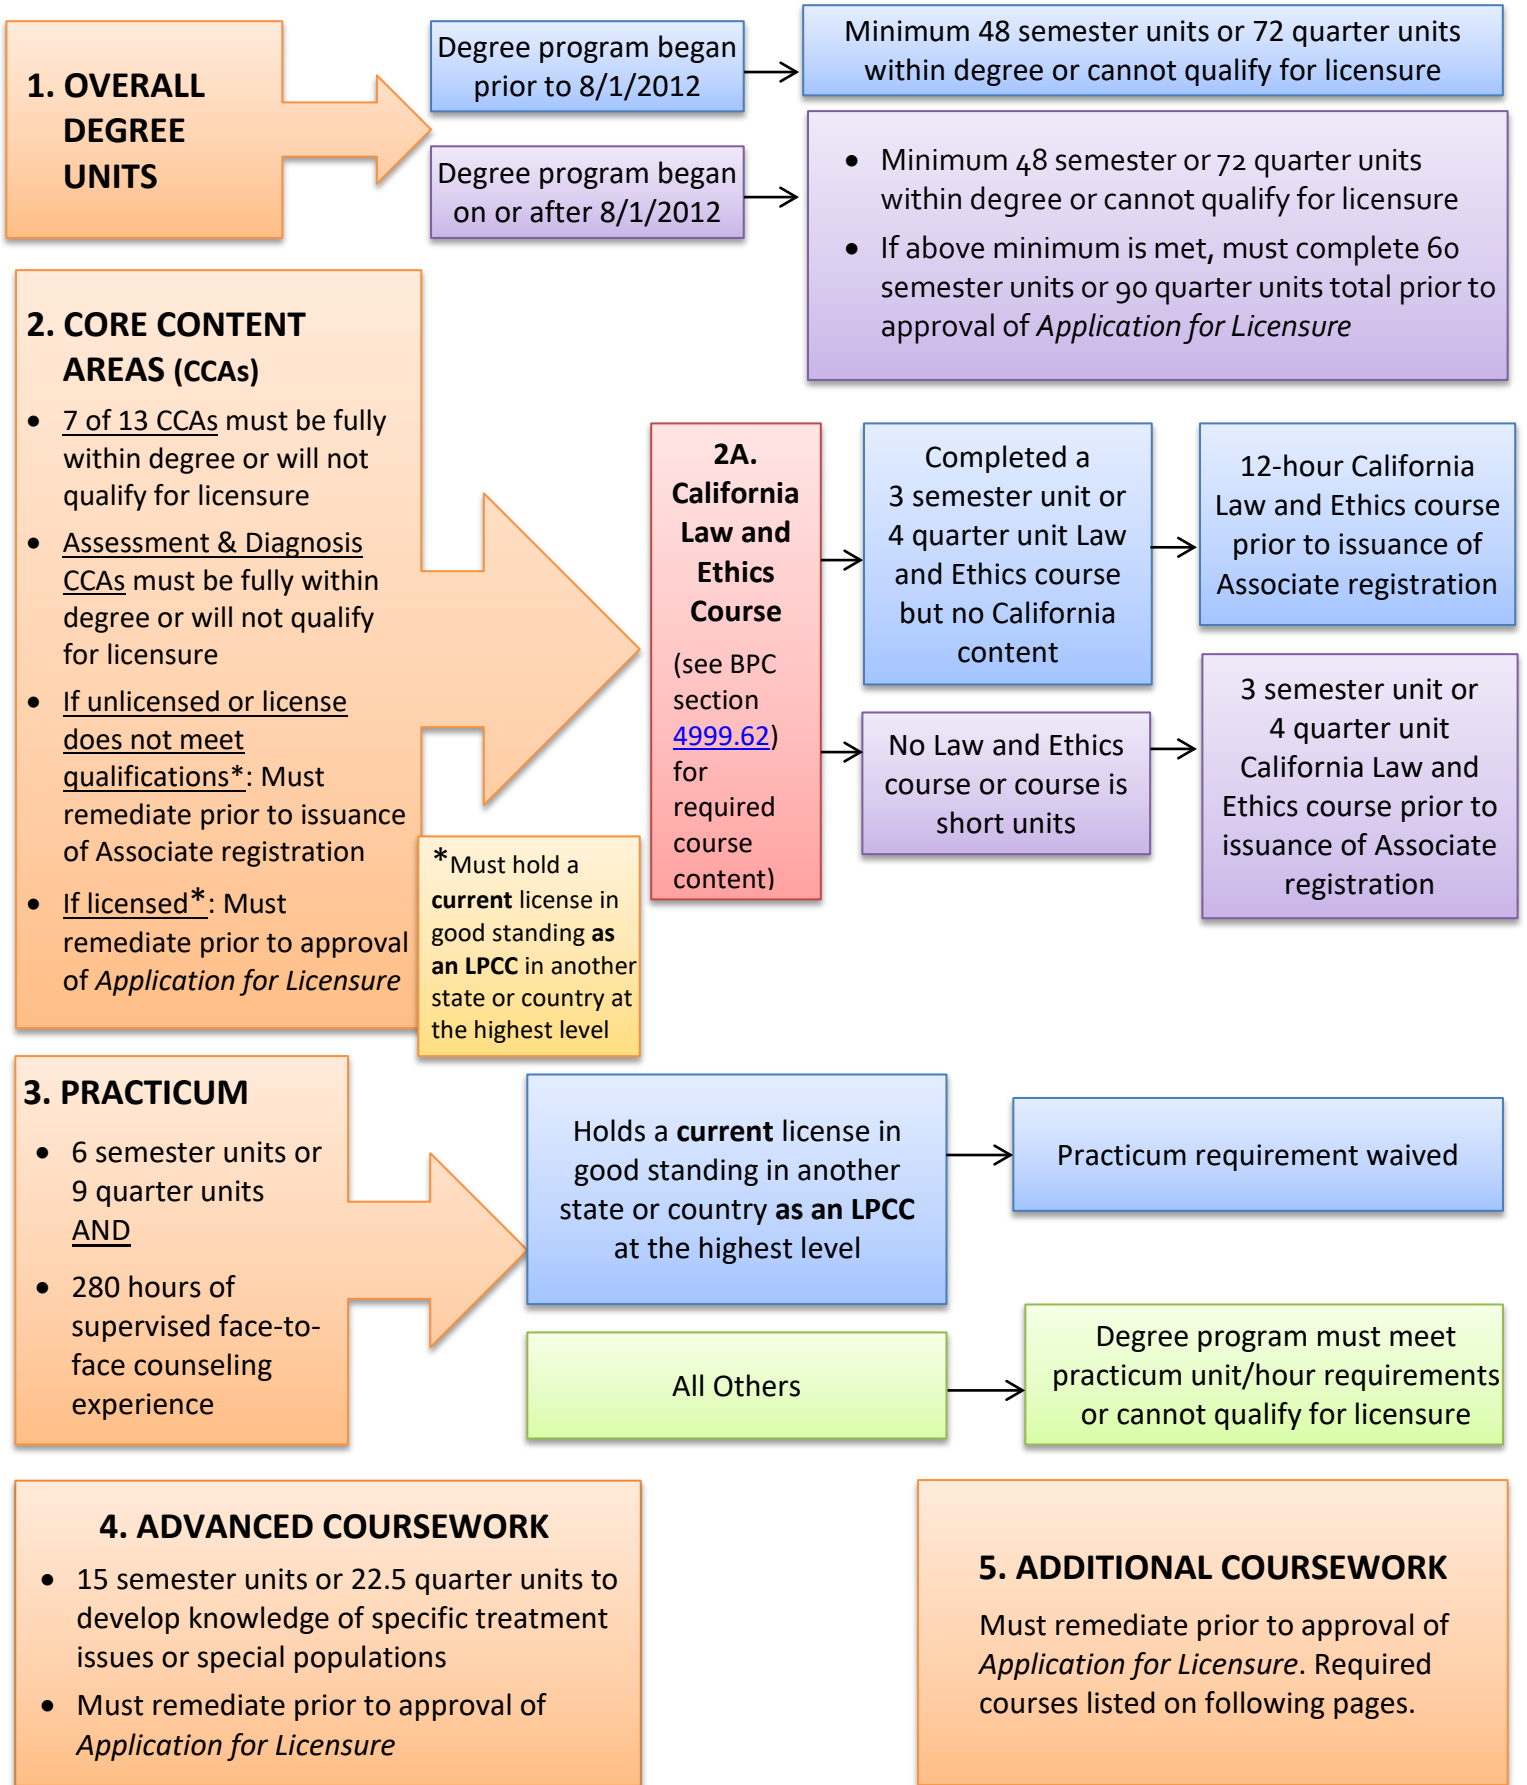 1. OVERALL
DEGREE
UNITS
Degree program began
prior to 8/1/2012
Minimum 48 semester units or 72 quarter units
within degree or cannot qualify for licensure
Degree program began
on or after 8/1/2012
• Minimum 48 semester or 72 quarter units
within degree or cannot qualify for licensure
• If above minimum is met, must complete 60
semester units or 90 quarter units total prior to
approval of Application for Licensure
2. CORE CONTENT
AREAS (CCAs)
• 7 of 13 CCAs must be fully
within degree or will not
qualify for licensure
• Assessment & Diagnosis
CCAs must be fully within
degree or will not qualify
for licensure
• If unlicensed or license
does not meet
qualifications*: Must
remediate prior to issuance
of Associate registration
• If licensed*: Must
remediate prior to approval
of Application for Licensure
*Must hold a
current license in
good standing as
an LPCC in another
state or country at
the highest level
2A.
California
Law and
Ethics
Course
(see BPC
section
4999.62)
for
required
course
content)
Completed a
3 semester unit or
4 quarter unit Law
and Ethics course
but no California
content
12-hour California
Law and Ethics course
prior to issuance of
Associate registration
No Law and Ethics
course or course is
short units
3 semester unit or
4 quarter unit
California Law and
Ethics course prior to
issuance of Associate
registration
3. PRACTICUM
• 6 semester units or
9 quarter units
AND
• 280 hours of
supervised face-to-
face counseling
experience
Holds a current license in
good standing in another
state or country as an LPCC
at the highest level
Practicum requirement waived
All Others
Degree program must meet
practicum unit/hour requirements
or cannot qualify for licensure
4. ADVANCED COURSEWORK
• 15 semester units or 22.5 quarter units to
develop knowledge of specific treatment
issues or special populations
• Must remediate prior to approval of
Application for Licensure
5. ADDITIONAL COURSEWORK
Must remediate prior to approval of
Application for Licensure. Required
courses listed on following pages.